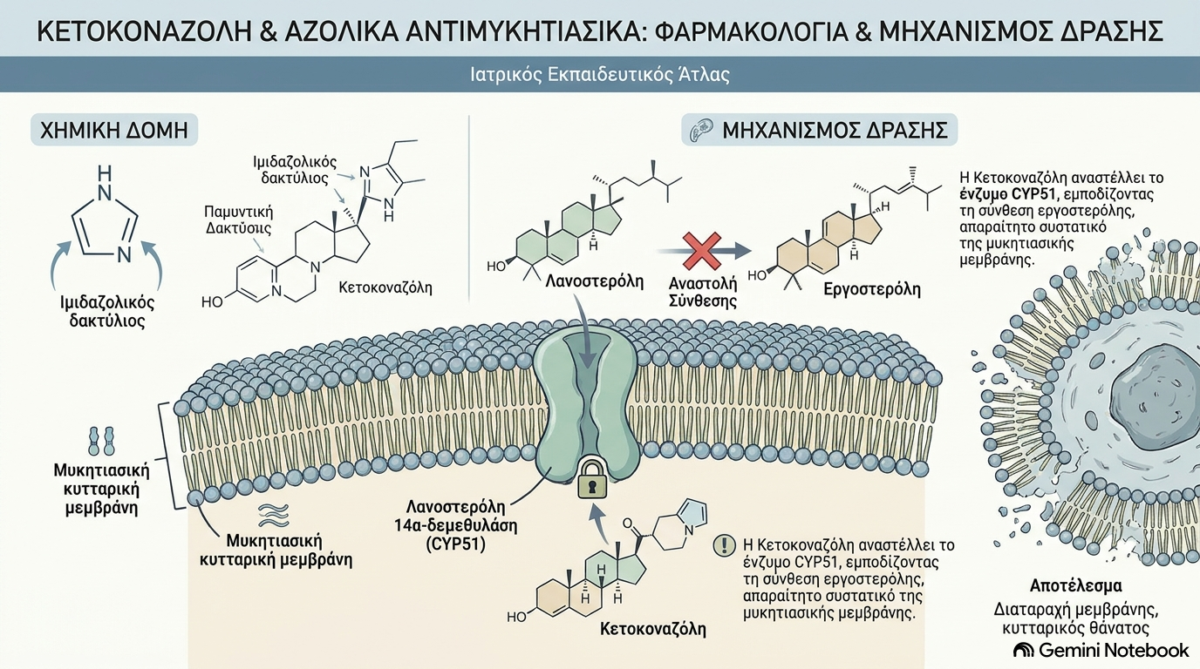 ΚΕΤΟΚΟΝΑΖΟΛΗ & ΑΖΟΛΙΚΑ ΑΝΤΙΜΥΚΗΤΙΑΣΙΚΑ: ΦΑΡΜΑΚΟΛΟΓΙΑ & ΜΗΧΑΝΙΣΜΟΣ ΔΡΑΣΗΣ
Ιατρικός Εκπαιδευτικός Άτλας
ΧΗΜΙΚΗ ΔΟΜΗ
H
N
N
Ιμιδαζολικός
δακτύλιος
Ιμιδαζολικός
δακτύλιος
Παμυντική
Δακτύσιις
N
N
H
N
N
HO
Κετοκοναζόλη
ΜΗΧΑΝΙΣΜΟΣ ΔΡΑΣΗΣ
H
HO
Λανοστερόλη
Αναστολή
Σύνθεσης
H
H
HO
Εργοστερόλη
Η Κετοκοναζόλη αναστέλλει το
ένζυμο CYP51, εμποδίζοντας
τη σύνθεση εργοστερόλης,
απαραίτητο συστατικό
της μυκητιασικής
μεμβράνης.
Μυκητιασική
κυτταρική
μεμβράνη
Μυκητιασική
κυτταρική μεμβράνη
Λανοστερόλη
14α-δεμεθυλάση
(CYP51)
O
N
H
H
H
HO
Κετοκοναζόλη
! Η Κετοκοναζόλη αναστέλλει το
ένζυμο CYP51, εμποδίζοντας
τη σύνθεση εργοστερόλης,
απαραίτητο συστατικό της
μυκητιασικής μεμβράνης.
Αποτέλεσμα
Διαταραχή μεμβράνης,
κυτταρικός θάνατος
Gemini Notebook